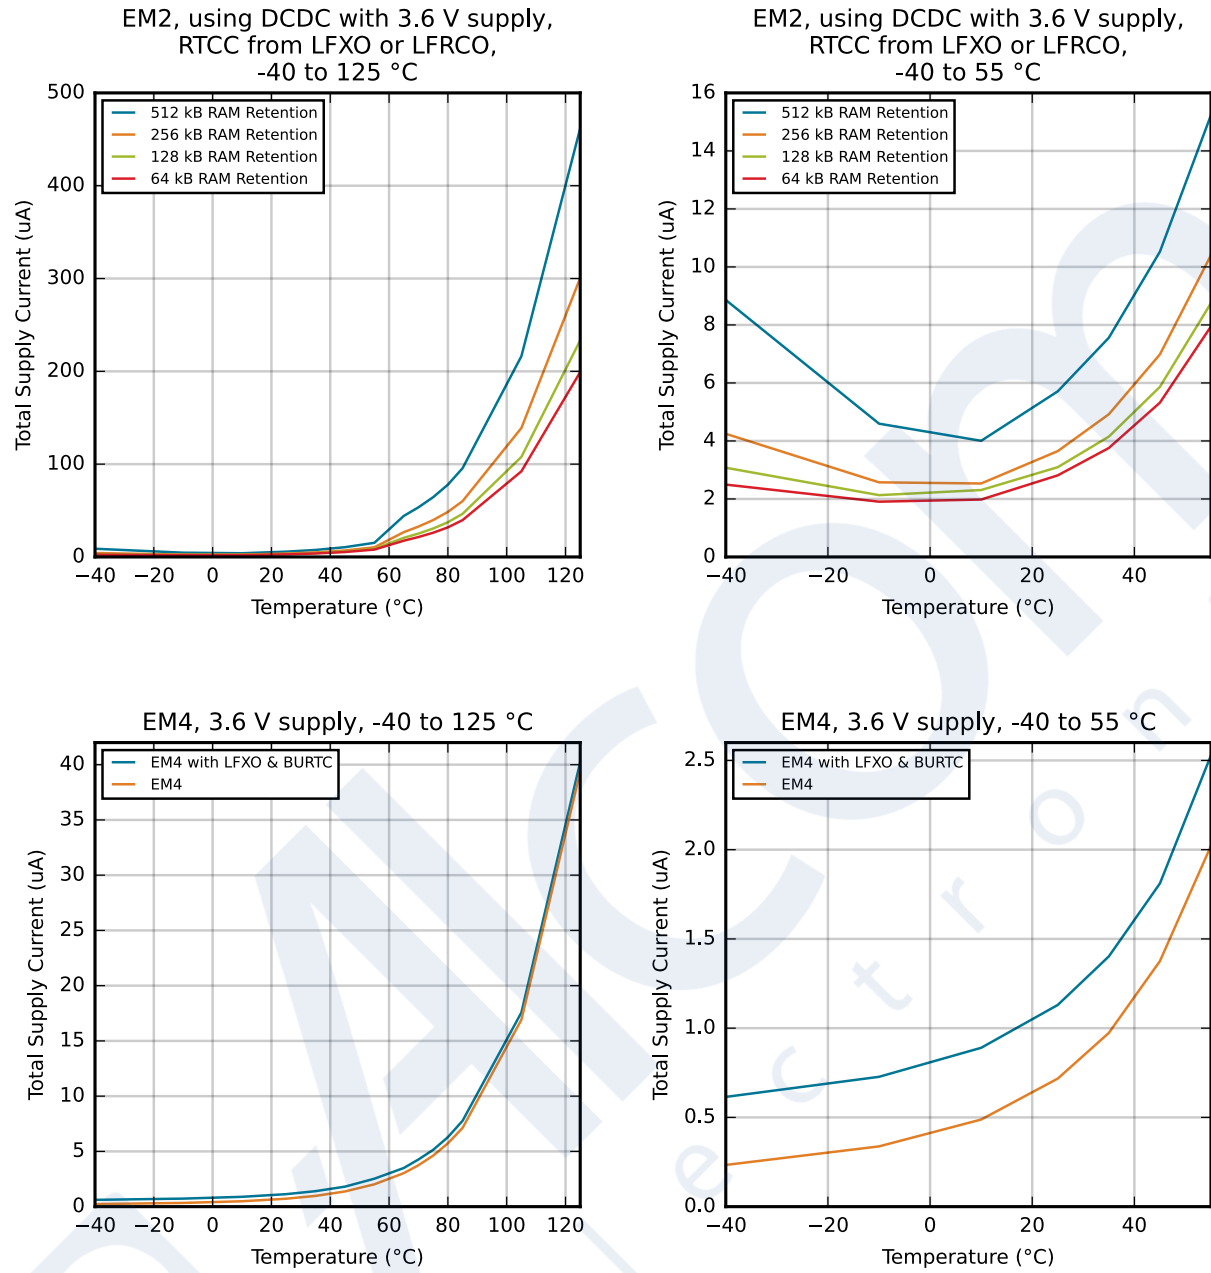 EM2, using DCDC with 3.6 V supply,
RTCC from LFXO or LFRCO,
-40 to 125 °C
500
400
300
200
100
0
Total Supply Current (uA)
512 kB RAM Retention
256 kB RAM Retention
128 kB RAM Retention
64 kB RAM Retention
−40 −20 0 20 40 60 80 100 120
Temperature (°C)
EM2, using DCDC with 3.6 V supply,
RTCC from LFXO or LFRCO,
-40 to 55 °C
16
14
12
10
8
6
4
2
0
Total Supply Current (uA)
512 kB RAM Retention
256 kB RAM Retention
128 kB RAM Retention
64 kB RAM Retention
−40 −20 0 20 40
Temperature (°C)
EM4, 3.6 V supply, -40 to 125 °C
40
35
30
25
20
15
10
5
0
Total Supply Current (uA)
EM4 with LFXO & BURTC
EM4
−40 −20 0 20 40 60 80 100 120
Temperature (°C)
EM4, 3.6 V supply, -40 to 55 °C
2.5
2.0
1.5
1.0
0.5
0.0
Total Supply Current (uA)
EM4 with LFXO & BURTC
EM4
−40 −20 0 20 40
Temperature (°C)